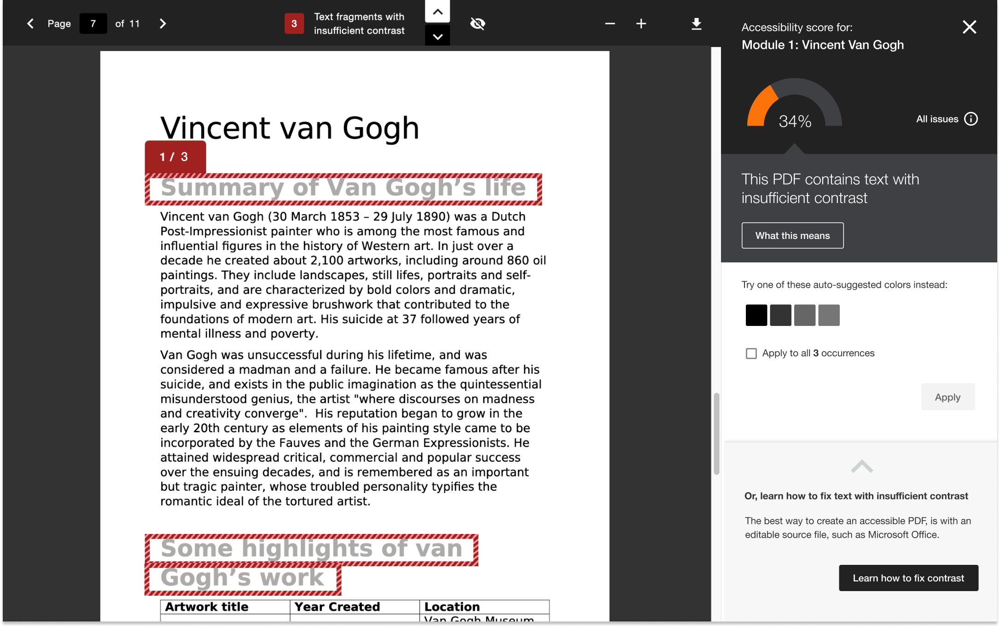 Page 7 of 11
3
Text fragments with
insufficient contrast
Vincent van Gogh
1 / 3
Summary of Van Gogh’s life
Vincent van Gogh (30 March 1853 – 29 July 1890) was a Dutch
Post-Impressionist painter who is among the most famous and
influential figures in the history of Western art. In just over a
decade he created about 2,100 artworks, including around 860 oil
paintings. They include landscapes, still lifes, portraits and self-
portraits, and are characterized by bold colors and dramatic,
impulsive and expressive brushwork that contributed to the
foundations of modern art. His suicide at 37 followed years of
mental illness and poverty.
Van Gogh was unsuccessful during his lifetime, and was
considered a madman and a failure. He became famous after his
suicide, and exists in the public imagination as the quintessential
misunderstood genius, the artist "where discourses on madness
and creativity converge".  His reputation began to grow in the
early 20th century as elements of his painting style came to be
incorporated by the Fauves and the German Expressionists. He
attained widespread critical, commercial and popular success
over the ensuing decades, and is remembered as an important
but tragic painter, whose troubled personality typifies the
romantic ideal of the tortured artist.
Some highlights of van
Gogh’s work
Artwork title Year Created Location
Van Gogh Museum
Accessibility score for:
Module 1: Vincent Van Gogh
34%
All issues
This PDF contains text with
insufficient contrast
What this means
Try one of these auto-suggested colors instead:
Apply to all 3 occurrences
Apply
Or, learn how to fix text with insufficient contrast
The best way to create an accessible PDF, is with an
editable source file, such as Microsoft Office.
Learn how to fix contrast